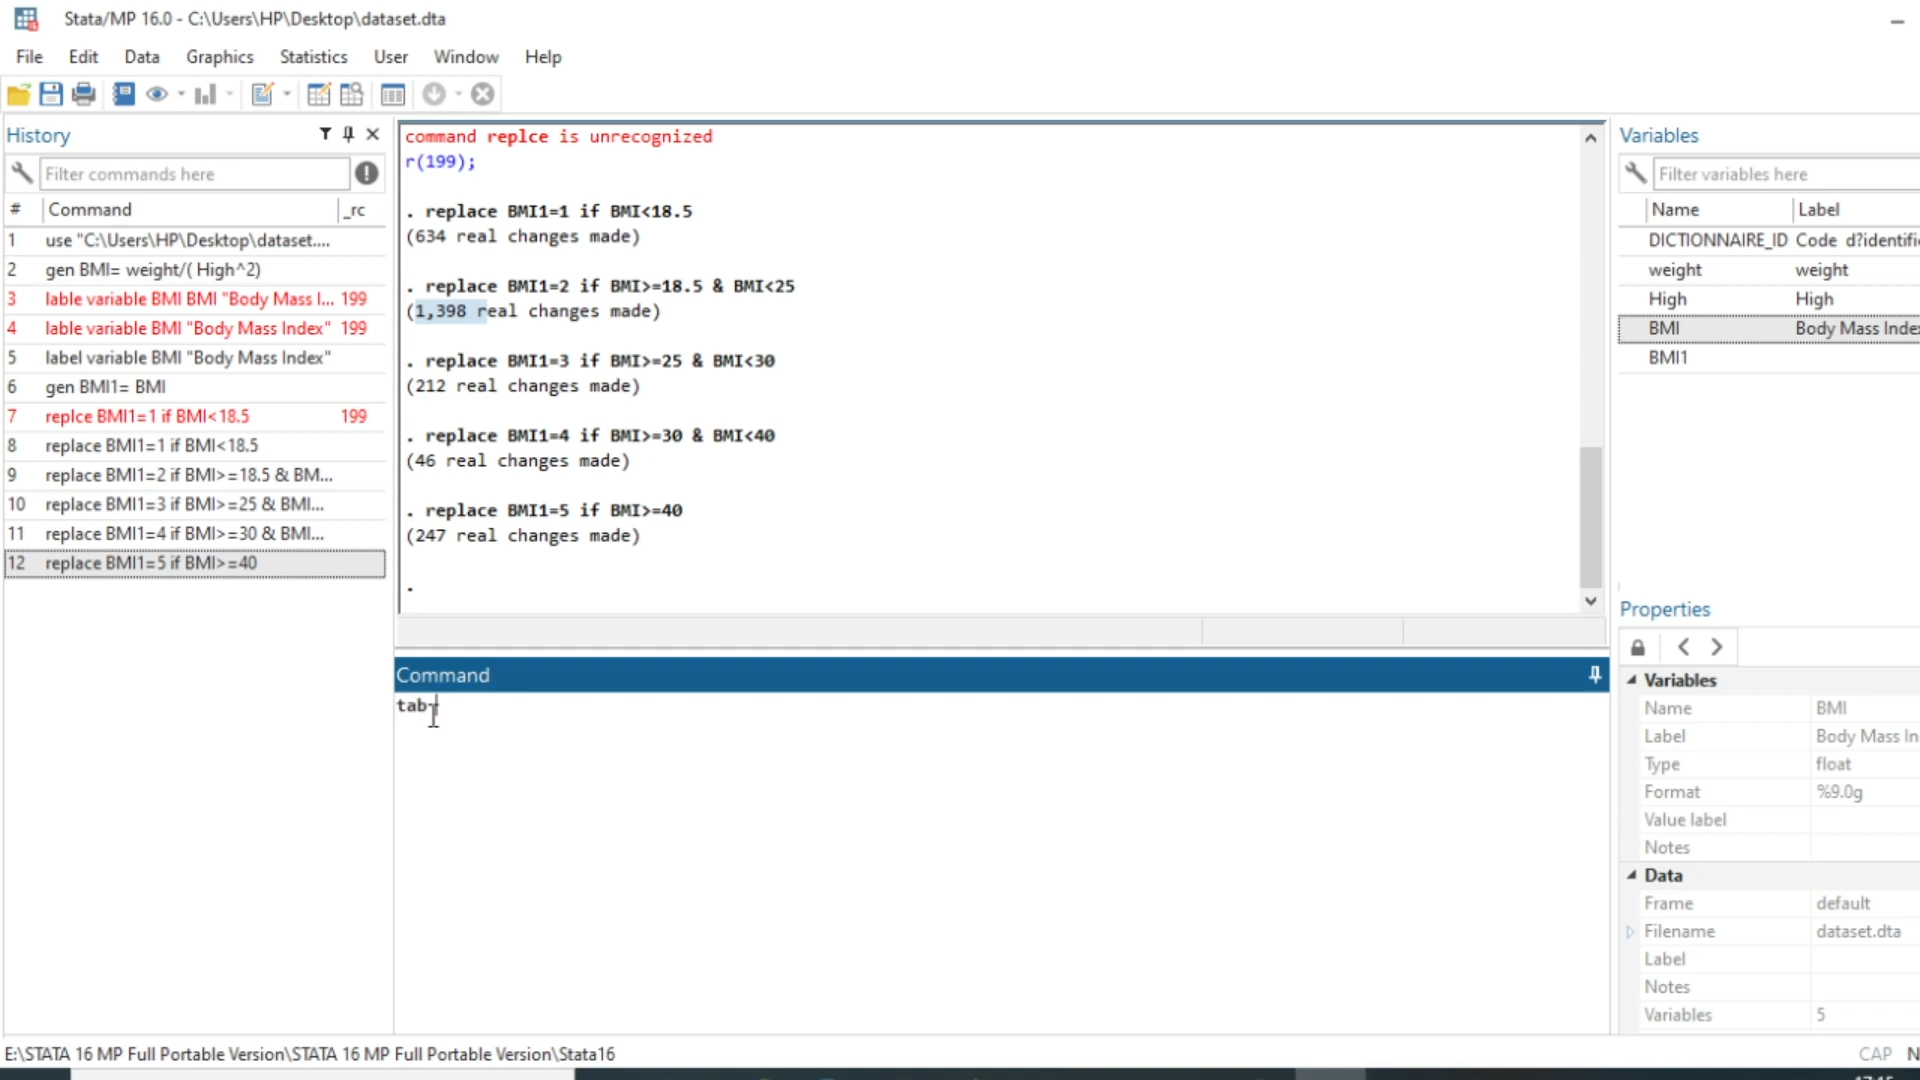 Stata/MP 16.0 - C:\Users\HP\Desktop\dataset.dta
File Edit Data Graphics Statistics User Window Help
History
Filter commands here
# Command _rc
1 use "C:\Users\HP\Desktop\dataset....
2 gen BMI= weight/( High^2)
3 lable variable BMI BMI "Body Mass I... 199
4 lable variable BMI "Body Mass Index" 199
5 label variable BMI "Body Mass Index"
6 gen BMI1= BMI
7 replce BMI1=1 if BMI<18.5 199
8 replace BMI1=1 if BMI<18.5
9 replace BMI1=2 if BMI>=18.5 & BM...
10 replace BMI1=3 if BMI>=25 & BMI...
11 replace BMI1=4 if BMI>=30 & BMI...
12 replace BMI1=5 if BMI>=40
command replce is unrecognized
r(199);
. replace BMI1=1 if BMI<18.5
(634 real changes made)
. replace BMI1=2 if BMI>=18.5 & BMI<25
(1,398 real changes made)
. replace BMI1=3 if BMI>=25 & BMI<30
(212 real changes made)
. replace BMI1=4 if BMI>=30 & BMI<40
(46 real changes made)
. replace BMI1=5 if BMI>=40
(247 real changes made)
.
Command
tab
Variables
Filter variables here
Name Label
DICTIONNAIRE_ID Code d?identifi
weight weight
High High
BMI Body Mass Inde
BMI1
Properties
Variables
Name BMI
Label Body Mass In
Type float
Format %9.0g
Value label
Notes
Data
Frame default
Filename dataset.dta
Label
Notes
Variables 5
E:\STATA 16 MP Full Portable Version\STATA 16 MP Full Portable Version\Stata16
CAP N